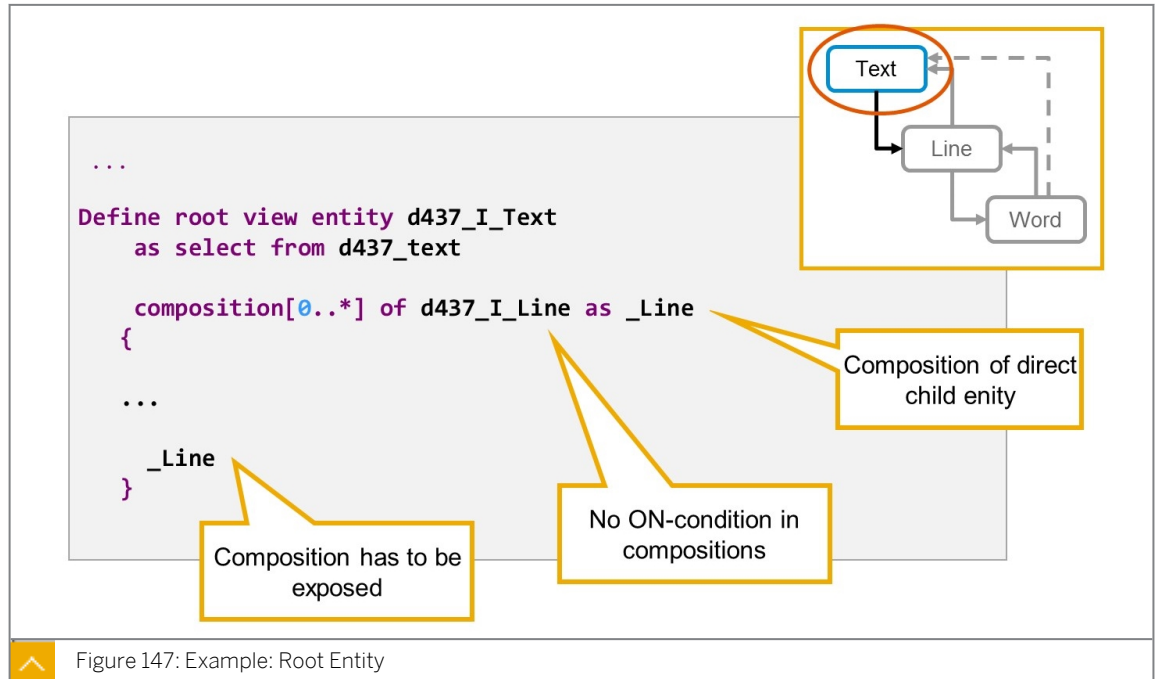 Text
Line
Word
...
Define root view entity d437_I_Text
as select from d437_text
composition[0..*] of d437_I_Line as _Line
{
...
_Line
}
Composition of direct
child enity
No ON-condition in
compositions
Composition has to be
exposed
Figure 147: Example: Root Entity